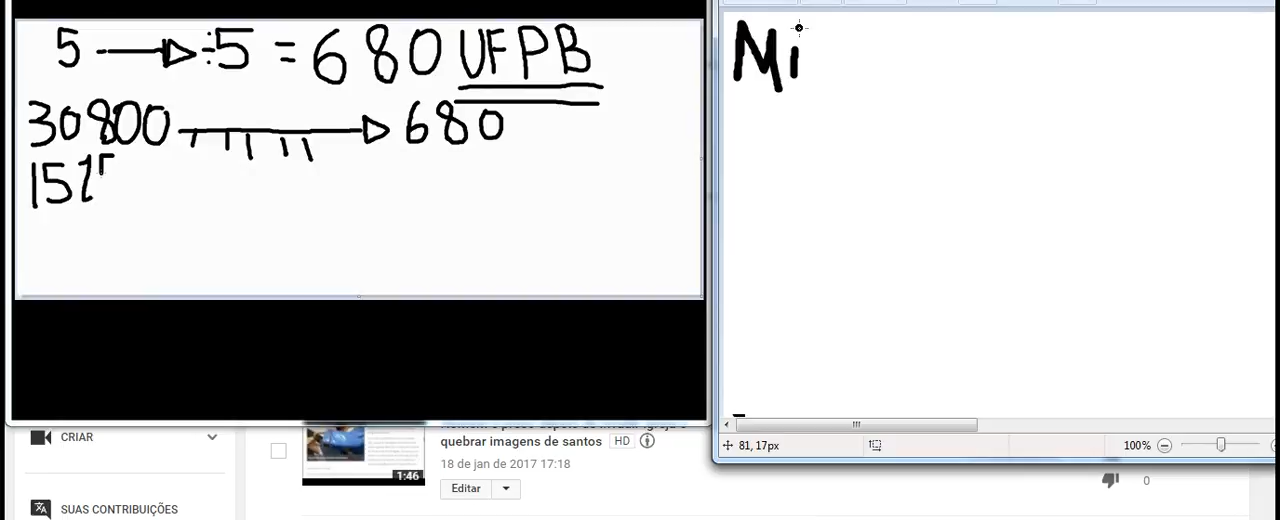 5 → ÷5 = 680 UFPB
30800 → 680
15
Mi
81, 17px
100%
CRIAR
quebrar imagens de santos HD
18 de jan de 2017 17:18
1:46
Editar
0
SUAS CONTRIBUIÇÕES